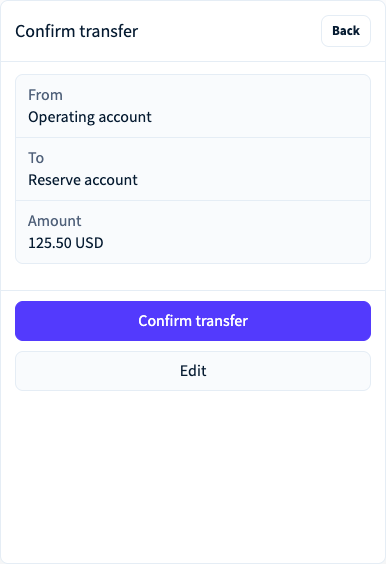 Confirm transfer
Back
From
Operating account
To
Reserve account
Amount
125.50 USD
Confirm transfer
Edit